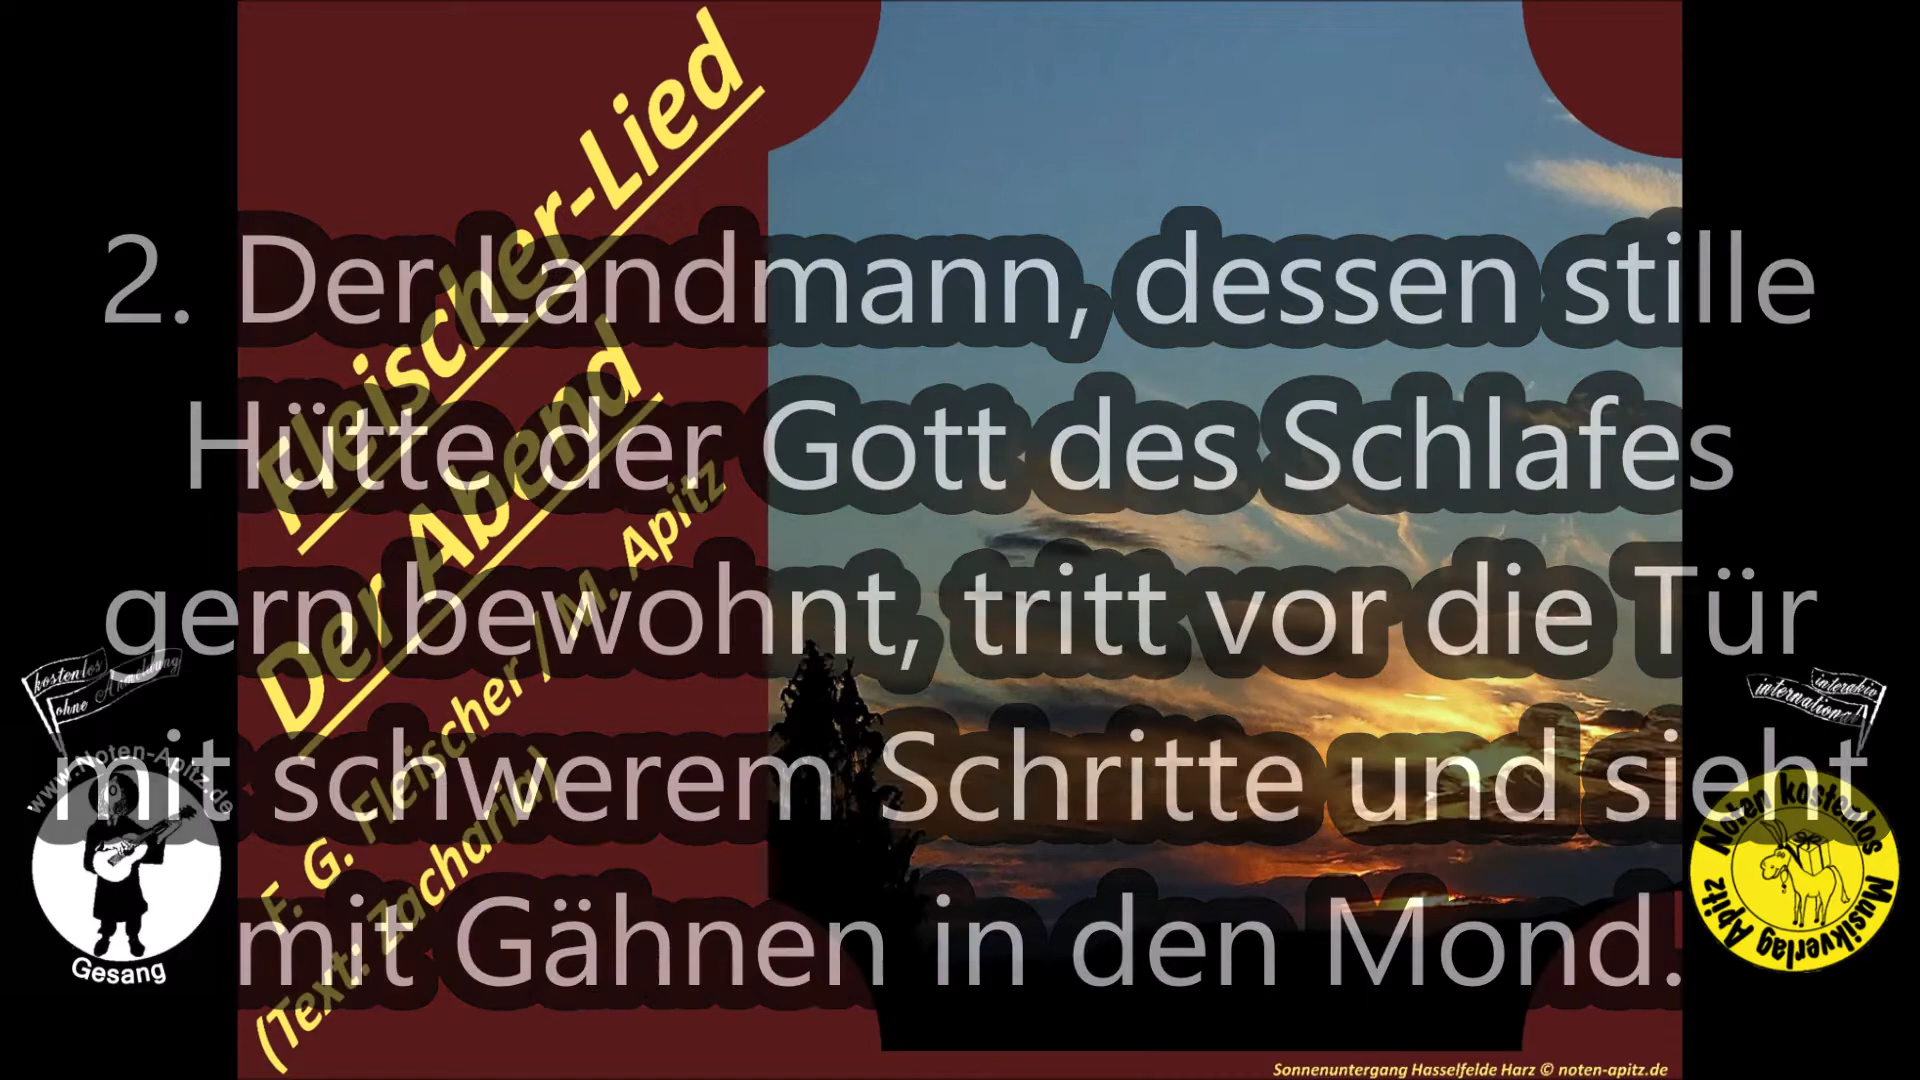 Fleischer-Lied
Der Abend
F. G. Fleischer / M. Apitz
(Text: Zachariä)
2. Der Landmann, dessen stille
Hütte der Gott des Schlafes
gern bewohnt, tritt vor die Tür
mit schwerem Schritte und sieht
mit Gähnen in den Mond.
kostenlos
ohne Anmeldung
www.Noten-Apitz.de
Gesang
interaktiv
international
Noten kostenlos
Musikverlag Apitz
Sonnenuntergang Hasselfelde Harz © noten-apitz.de